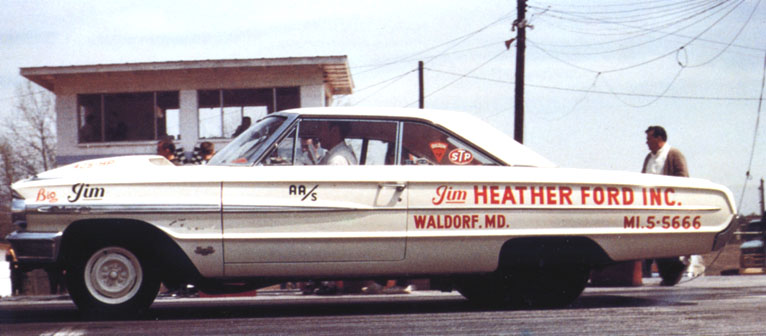 Big Jim
AA/S
STP
Jim HEATHER FORD INC.
WALDORF, MD.
MI.5-5666